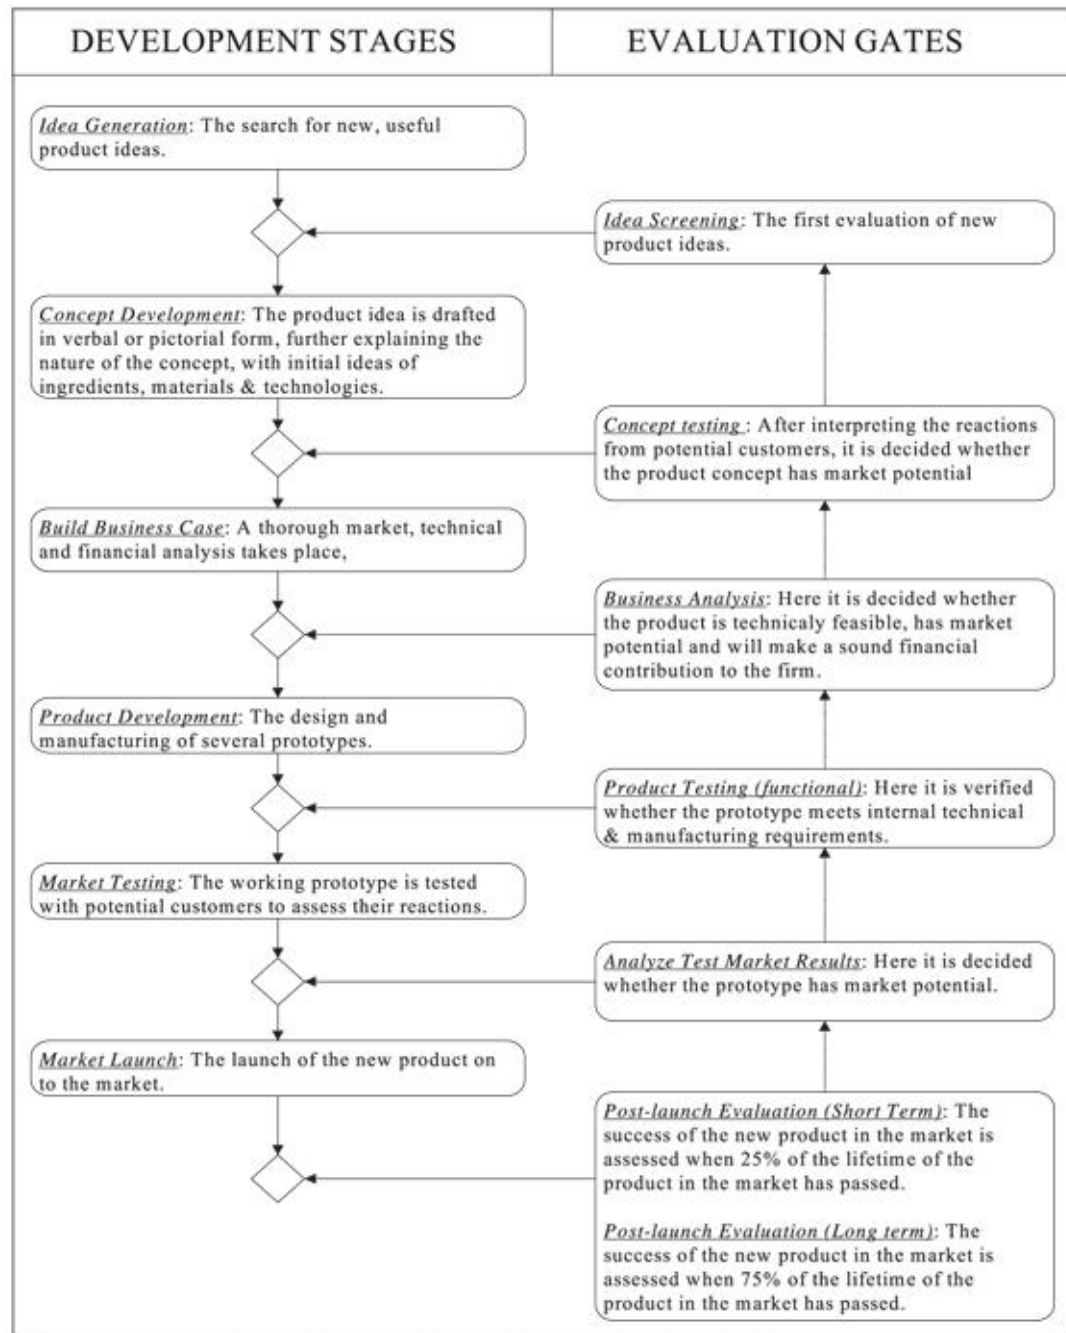 DEVELOPMENT STAGES
EVALUATION GATES
Idea Generation: The search for new, useful
product ideas.
Idea Screening: The first evaluation of new
product ideas.
Concept Development: The product idea is drafted
in verbal or pictorial form, further explaining the
nature of the concept, with initial ideas of
ingredients, materials & technologies.
Concept testing : After interpreting the reactions
from potential customers, it is decided whether
the product concept has market potential
Build Business Case: A thorough market, technical
and financial analysis takes place,
Business Analysis: Here it is decided whether
the product is technicaly feasible, has market
potential and will make a sound financial
contribution to the firm.
Product Development: The design and
manufacturing of several prototypes.
Product Testing (functional): Here it is verified
whether the prototype meets internal technical
& manufacturing requirements.
Market Testing: The working prototype is tested
with potential customers to assess their reactions.
Analyze Test Market Results: Here it is decided
whether the prototype has market potential.
Market Launch: The launch of the new product on
to the market.
Post-launch Evaluation (Short Term): The
success of the new product in the market is
assessed when 25% of the lifetime of the
product in the market has passed.
Post-launch Evaluation (Long term): The
success of the new product in the market is
assessed when 75% of the lifetime of the
product in the market has passed.